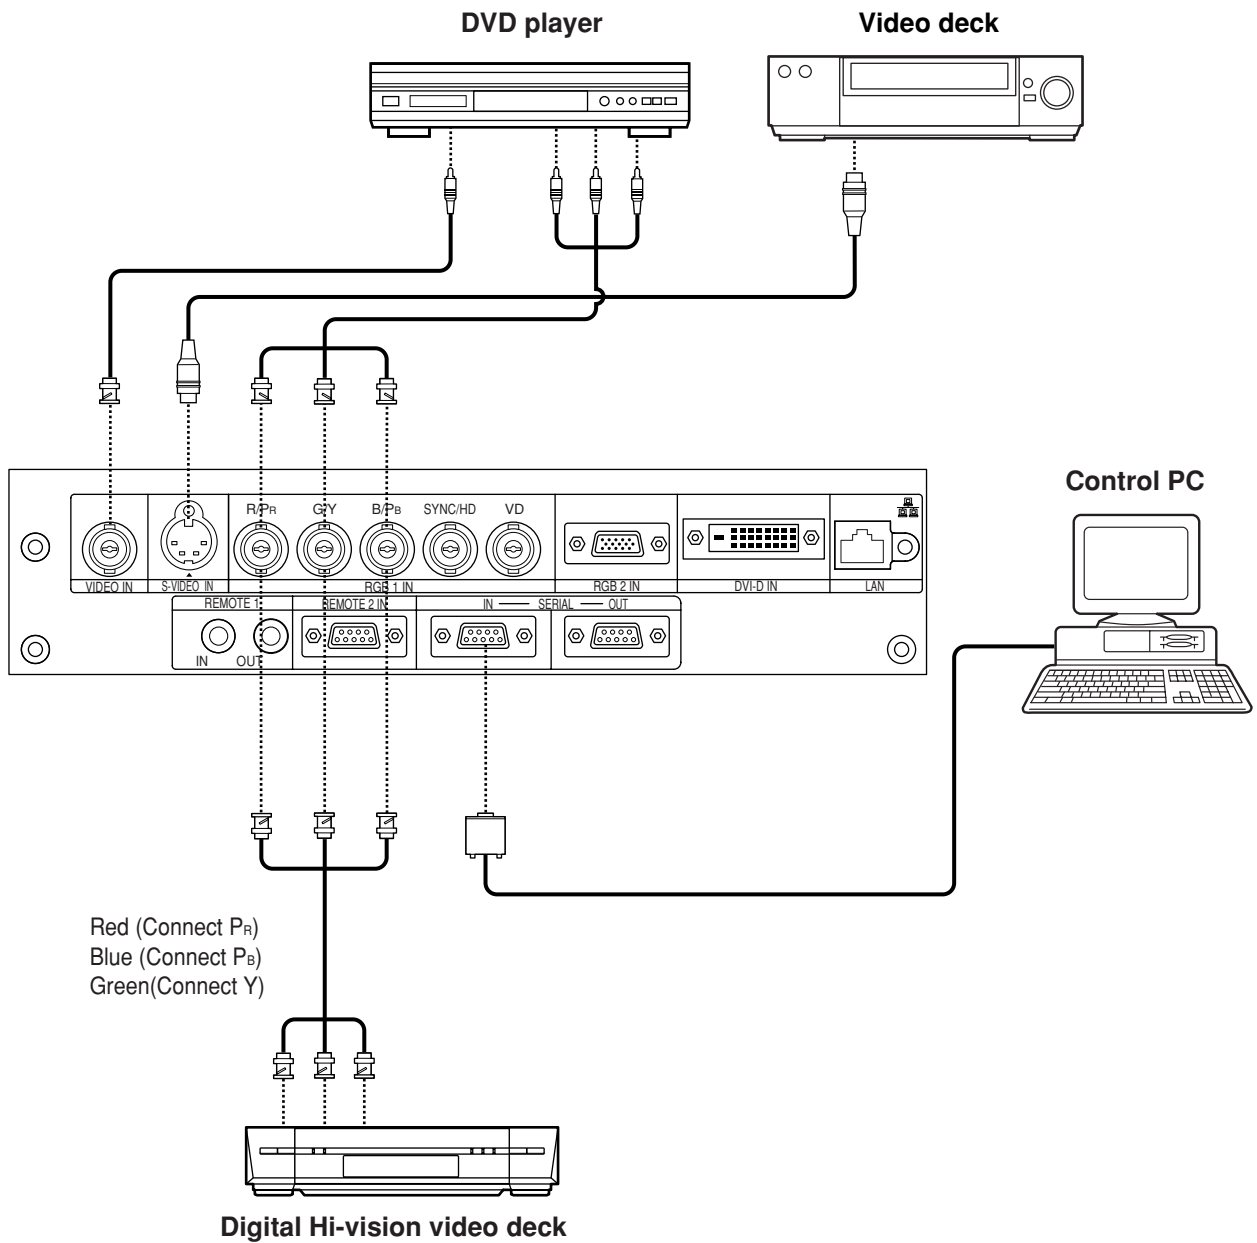 DVD player
Video deck
Control PC
R/PR
G/Y
B/PB
SYNC/HD
VD
VIDEO IN
S-VIDEO IN
RGB 1 IN
RGB 2 IN
DVI-D IN
LAN
REMOTE 1
REMOTE 2 IN
IN
SERIAL
OUT
IN
OUT
Red (Connect PR)
Blue (Connect PB)
Green(Connect Y)
Digital Hi-vision video deck